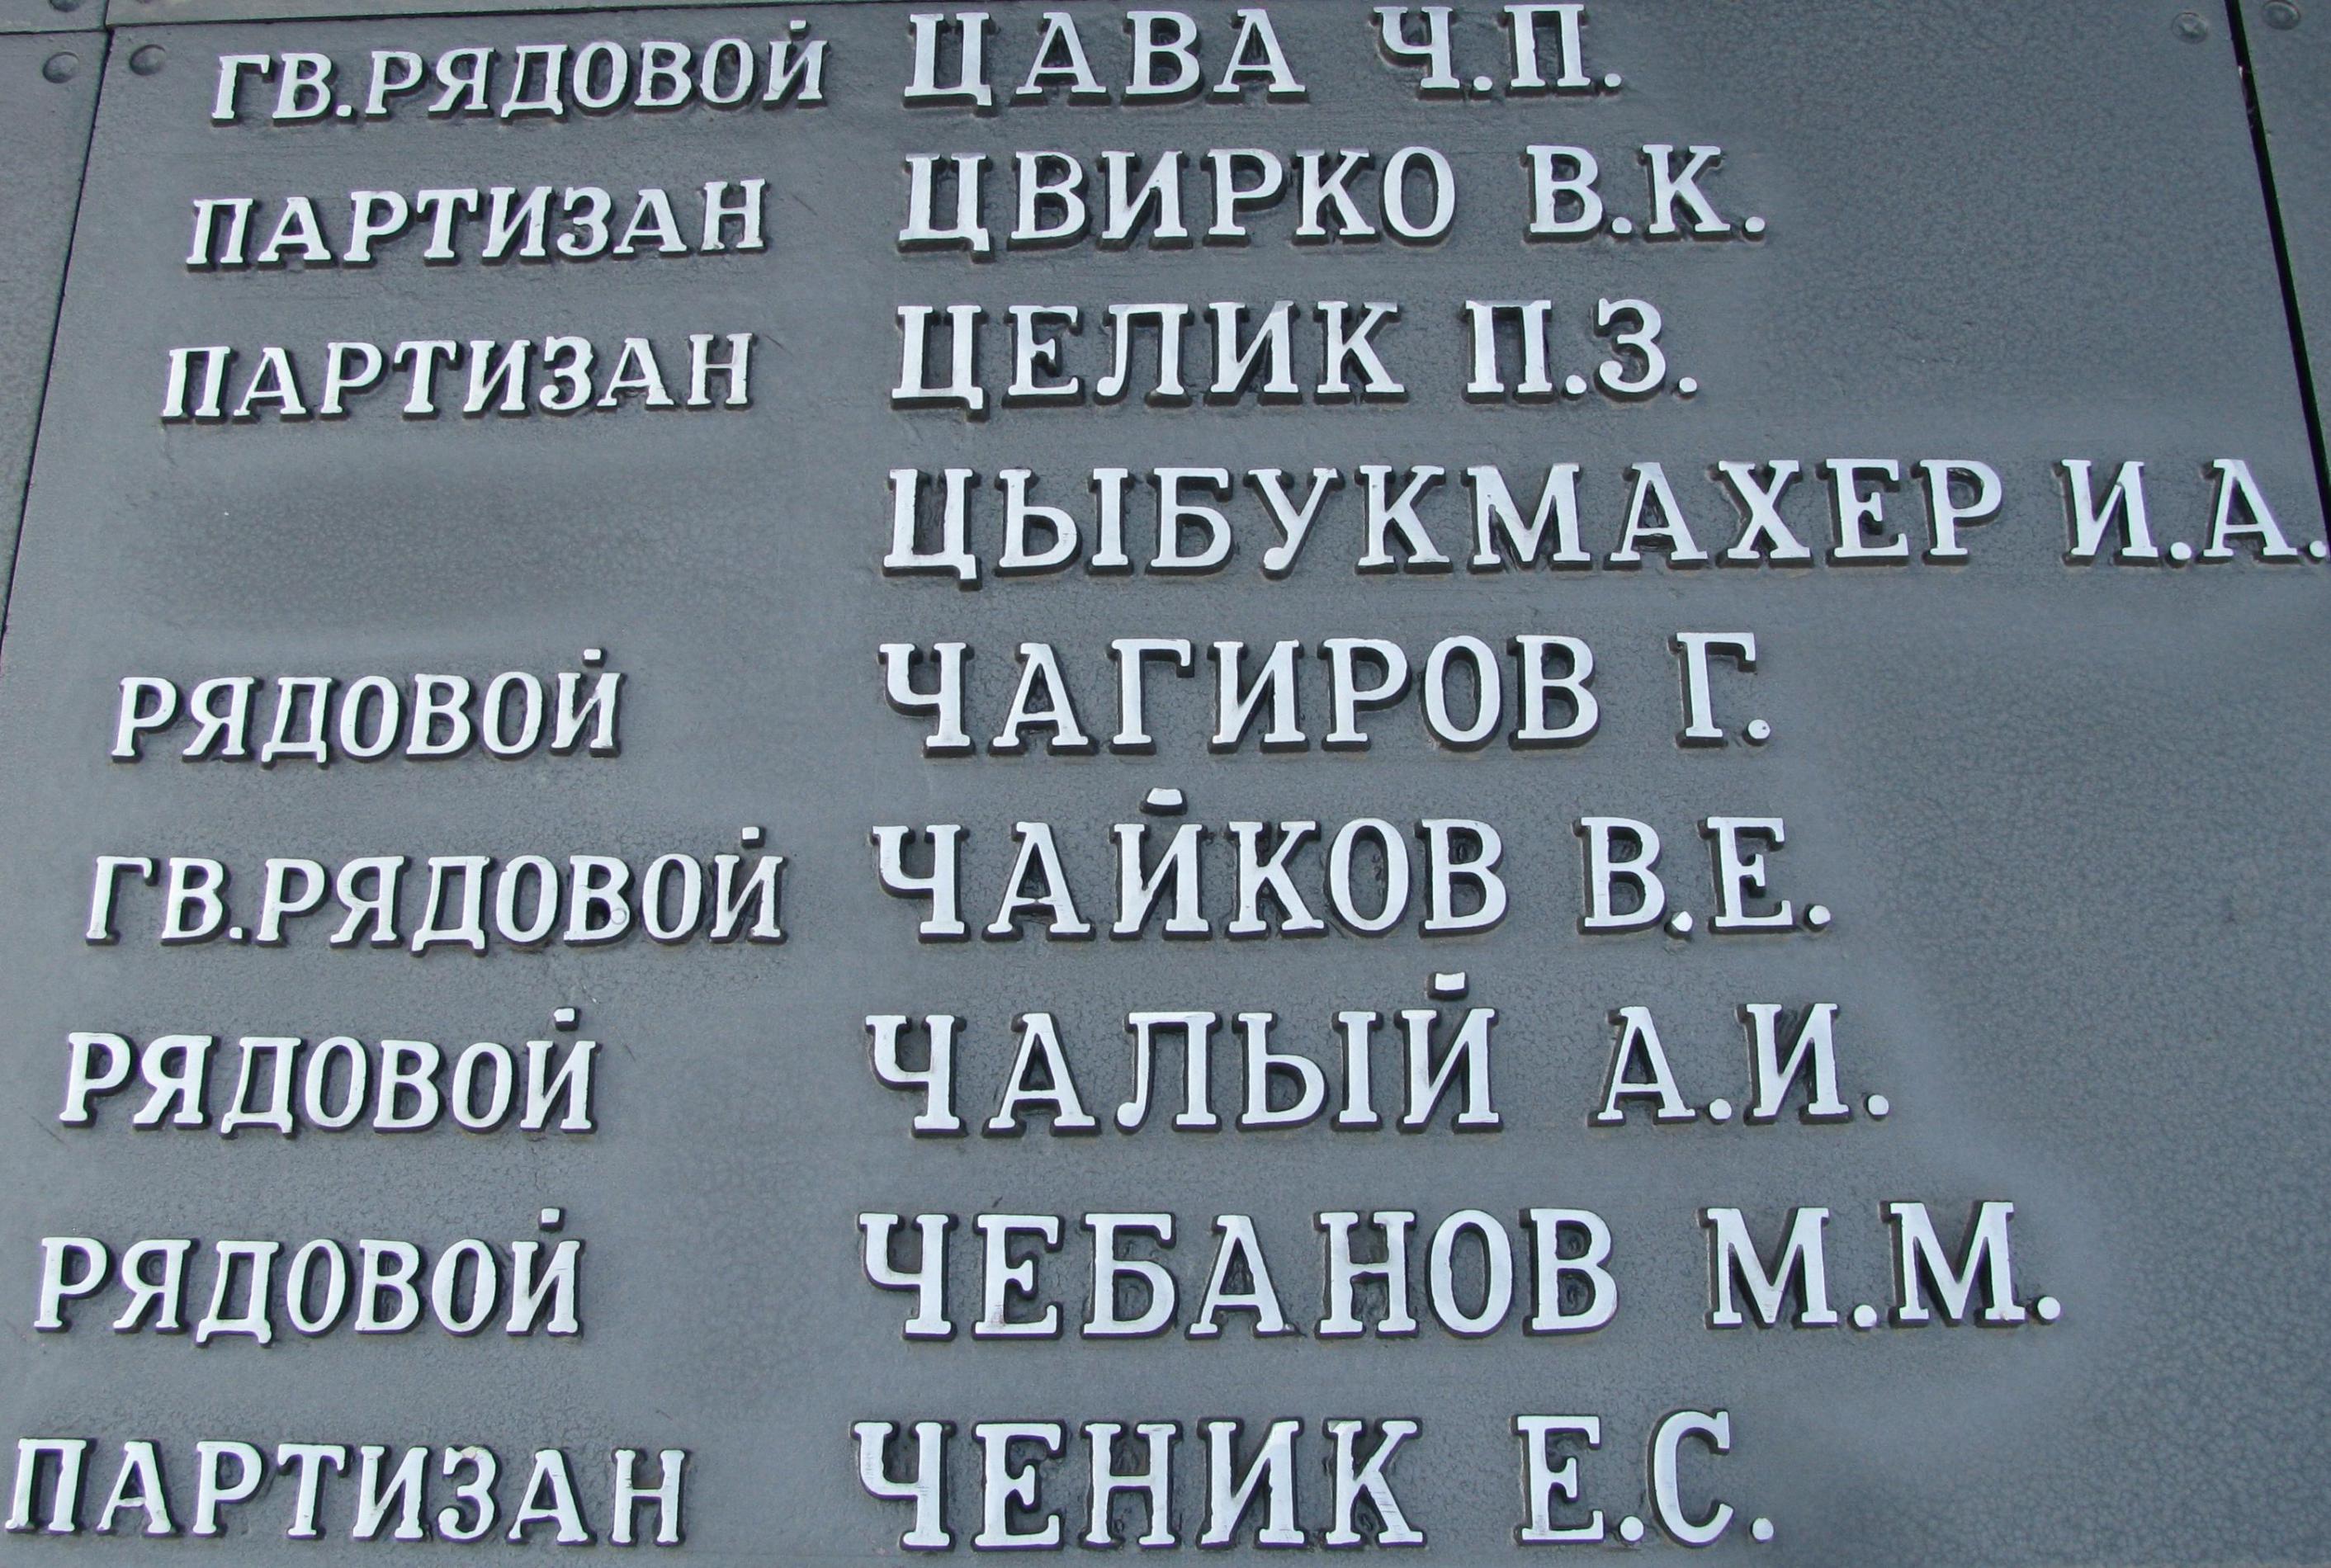 ГВ.РЯДОВОЙ ЦАВА Ч.П.
ПАРТИЗАН ЦВИРКО В.К.
ПАРТИЗАН ЦЕЛИК П.З.
ЦЫБУКМАХЕР И.А.
РЯДОВОЙ ЧАГИРОВ Г.
ГВ.РЯДОВОЙ ЧАЙКОВ В.Е.
РЯДОВОЙ ЧАЛЫЙ А.И.
РЯДОВОЙ ЧЕБАНОВ М.М.
ПАРТИЗАН ЧЕНИК Е.С.